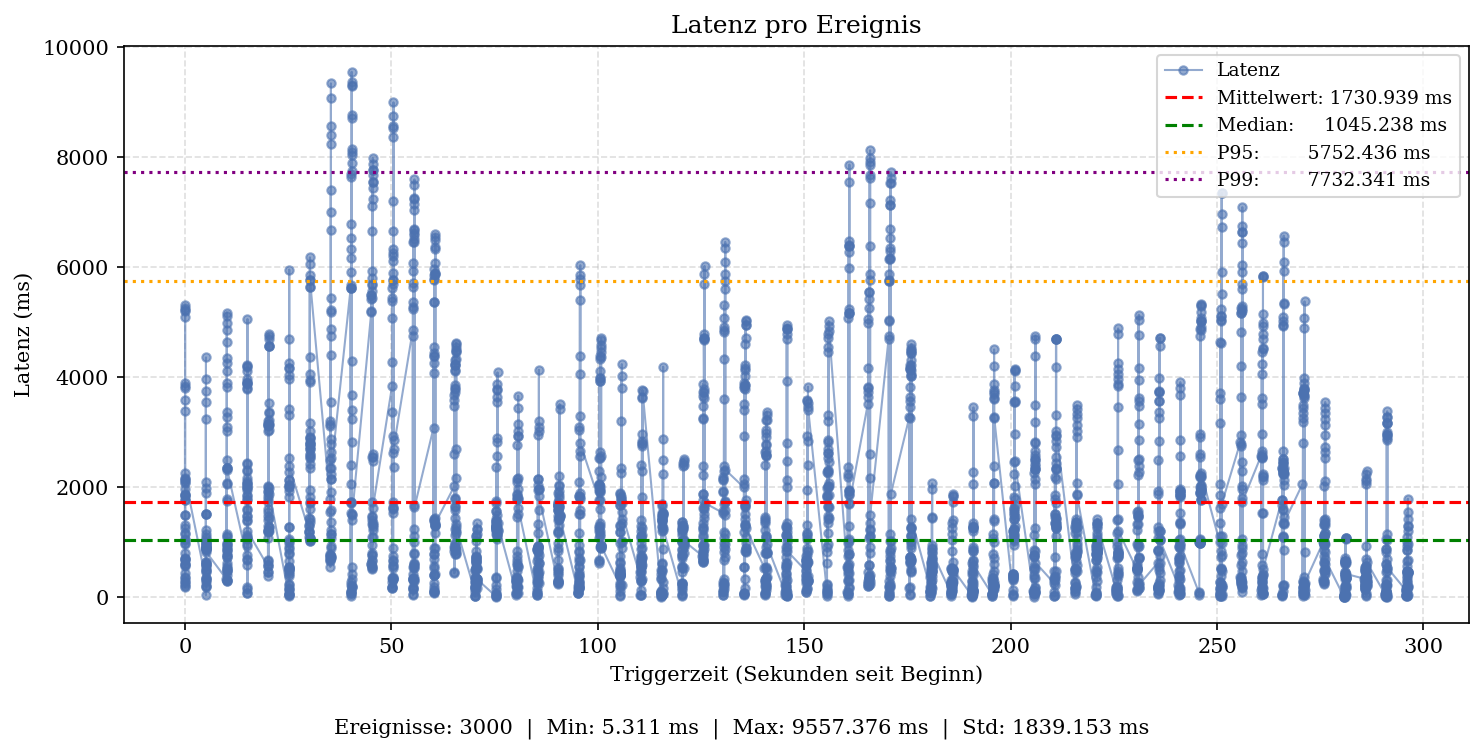 Latenz pro Ereignis
Latenz (ms)
10000
8000
6000
4000
2000
0
Latenz
Mittelwert: 1730.939 ms
Median: 1045.238 ms
P95: 5752.436 ms
P99: 7732.341 ms
0 50 100 150 200 250 300
Triggerzeit (Sekunden seit Beginn)
Ereignisse: 3000 | Min: 5.311 ms | Max: 9557.376 ms | Std: 1839.153 ms